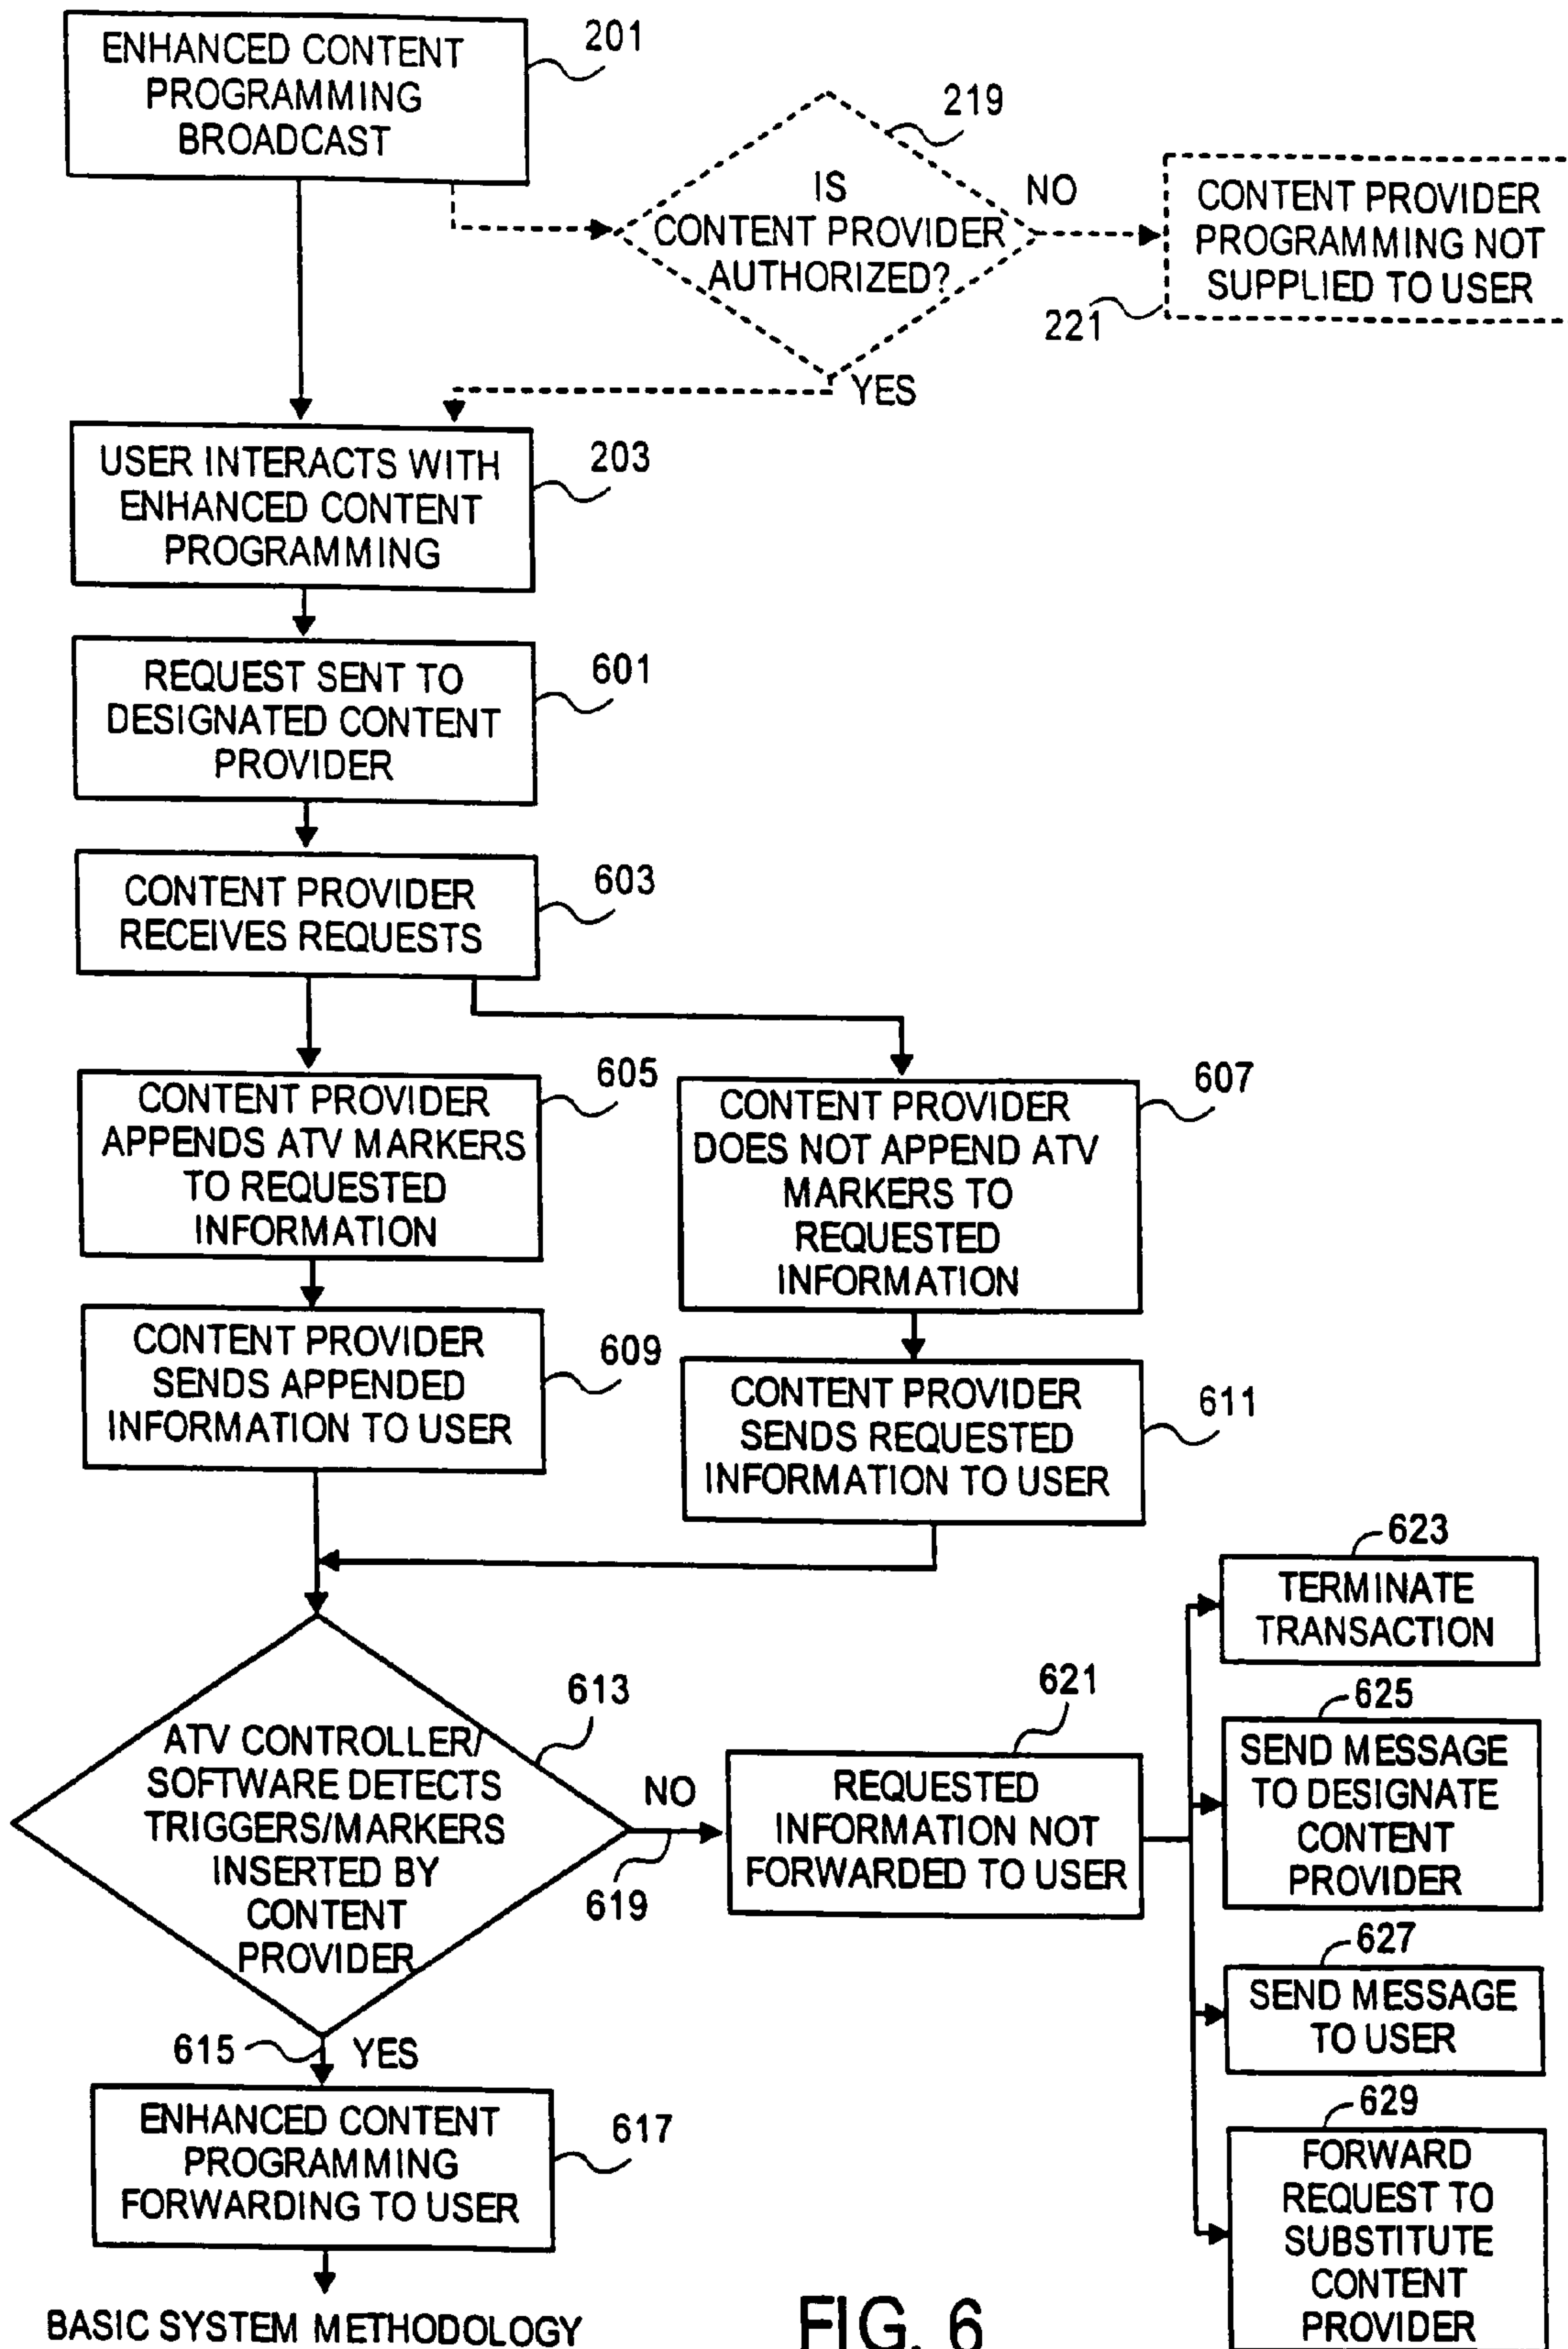 ENHANCED CONTENT
PROGRAMMING
BROADCAST
201
219
IS
CONTENT PROVIDER
AUTHORIZED?
NO
CONTENT PROVIDER
PROGRAMMING NOT
SUPPLIED TO USER
221
YES
USER INTERACTS WITH
ENHANCED CONTENT
PROGRAMMING
203
REQUEST SENT TO
DESIGNATED CONTENT
PROVIDER
601
CONTENT PROVIDER
RECEIVES REQUESTS
603
CONTENT PROVIDER
APPENDS ATV MARKERS
TO REQUESTED
INFORMATION
605
CONTENT PROVIDER
DOES NOT APPEND ATV
MARKERS TO
REQUESTED
INFORMATION
607
CONTENT PROVIDER
SENDS APPENDED
INFORMATION TO USER
609
CONTENT PROVIDER
SENDS REQUESTED
INFORMATION TO USER
611
ATV CONTROLLER/
SOFTWARE DETECTS
TRIGGERS/MARKERS
INSERTED BY
CONTENT
PROVIDER
613
NO
619
REQUESTED
INFORMATION NOT
FORWARDED TO USER
621
623
TERMINATE
TRANSACTION
625
SEND MESSAGE
TO DESIGNATE
CONTENT
PROVIDER
627
SEND MESSAGE
TO USER
629
FORWARD
REQUEST TO
SUBSTITUTE
CONTENT
PROVIDER
615
YES
ENHANCED CONTENT
PROGRAMMING
FORWARDING TO USER
617
BASIC SYSTEM METHODOLOGY
FIG. 6